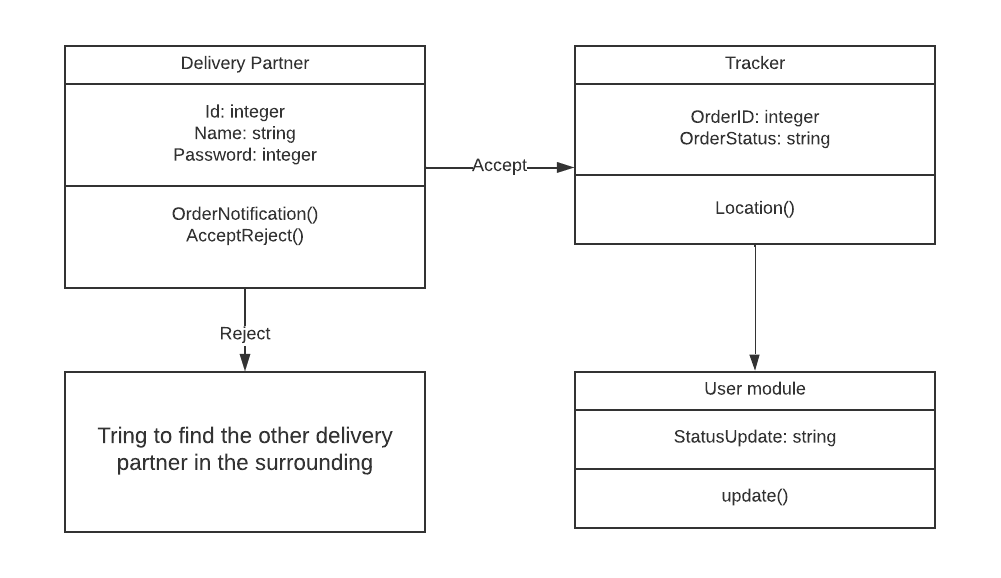 Delivery Partner
Id: integer
Name: string
Password: integer
OrderNotification()
AcceptReject()
Accept
Tracker
OrderID: integer
OrderStatus: string
Location()
Reject
Tring to find the other delivery
partner in the surrounding
User module
StatusUpdate: string
update()